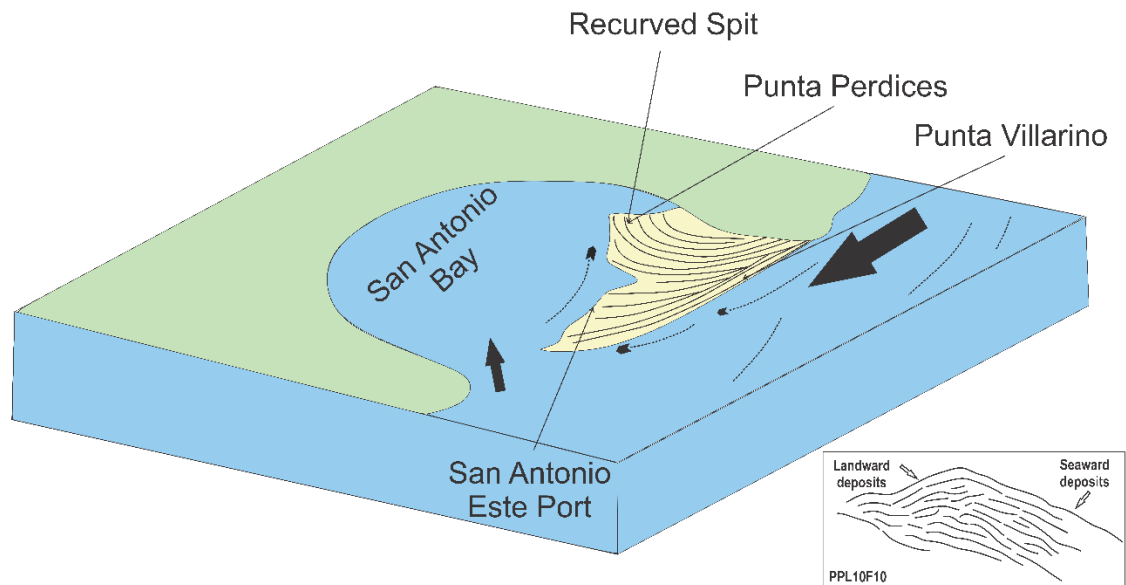 Recurved Spit
Punta Perdices
Punta Villarino
San Antonio
Bay
San Antonio
Este Port
Landward
deposits
Seaward
deposits
PPL10F10